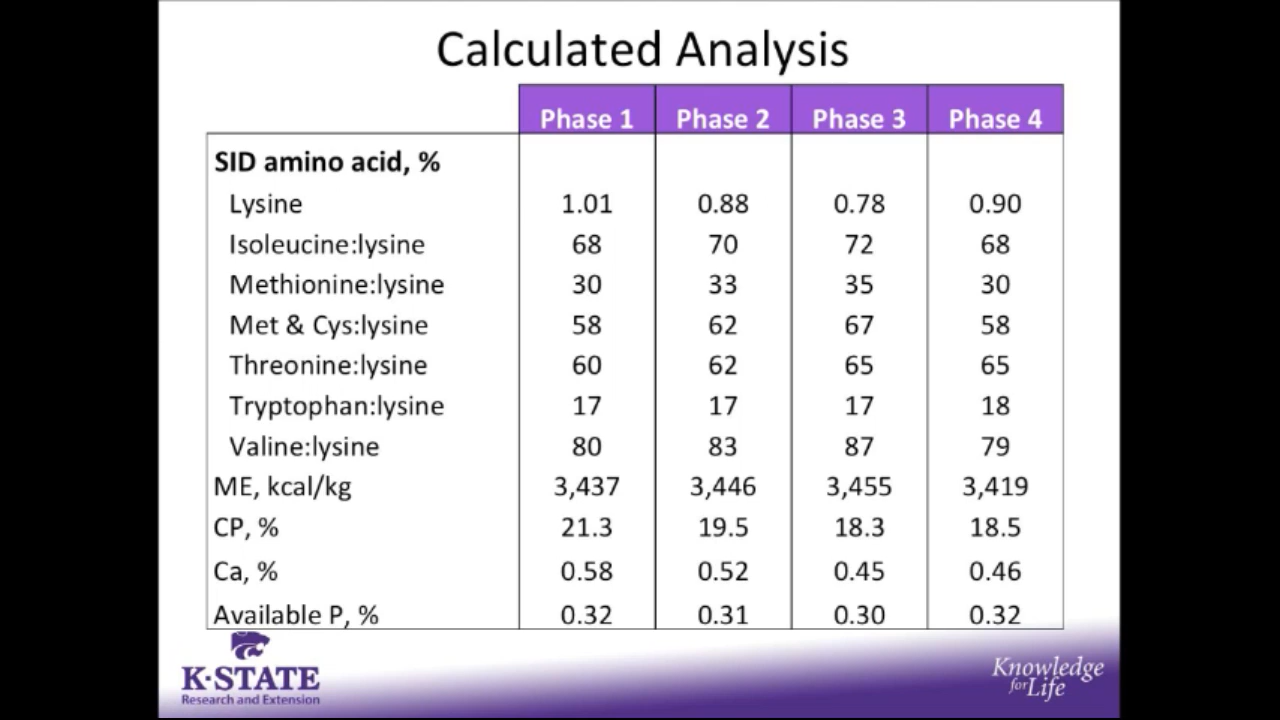 Calculated Analysis
Phase 1 Phase 2 Phase 3 Phase 4
SID amino acid, %
Lysine 1.01 0.88 0.78 0.90
Isoleucine:lysine 68 70 72 68
Methionine:lysine 30 33 35 30
Met & Cys:lysine 58 62 67 58
Threonine:lysine 60 62 65 65
Tryptophan:lysine 17 17 17 18
Valine:lysine 80 83 87 79
ME, kcal/kg 3,437 3,446 3,455 3,419
CP, % 21.3 19.5 18.3 18.5
Ca, % 0.58 0.52 0.45 0.46
Available P, % 0.32 0.31 0.30 0.32
K-STATE
Research and Extension
Knowledge
for Life